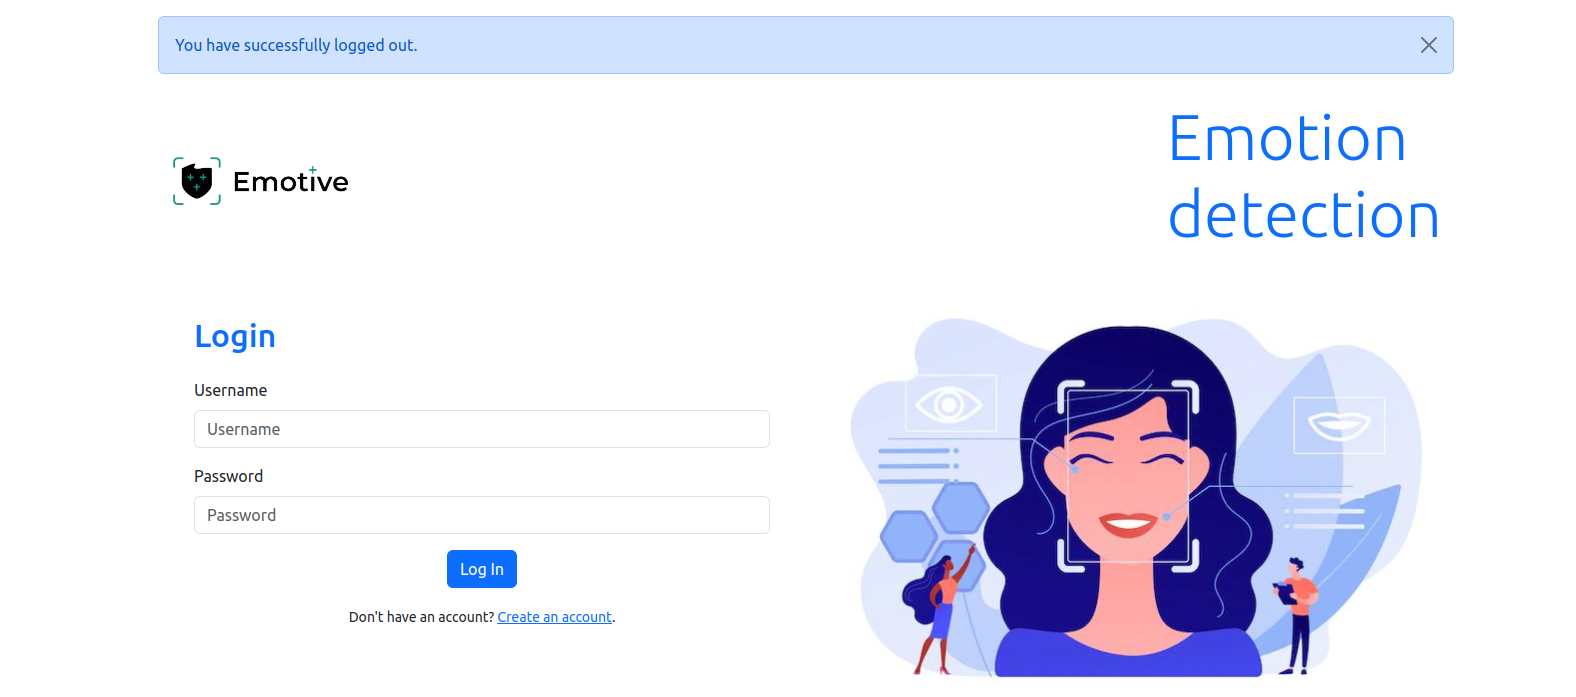 You have successfully logged out.
Emotive
Emotion
detection
Login
Username
Username
Password
Password
Log In
Don't have an account? Create an account.